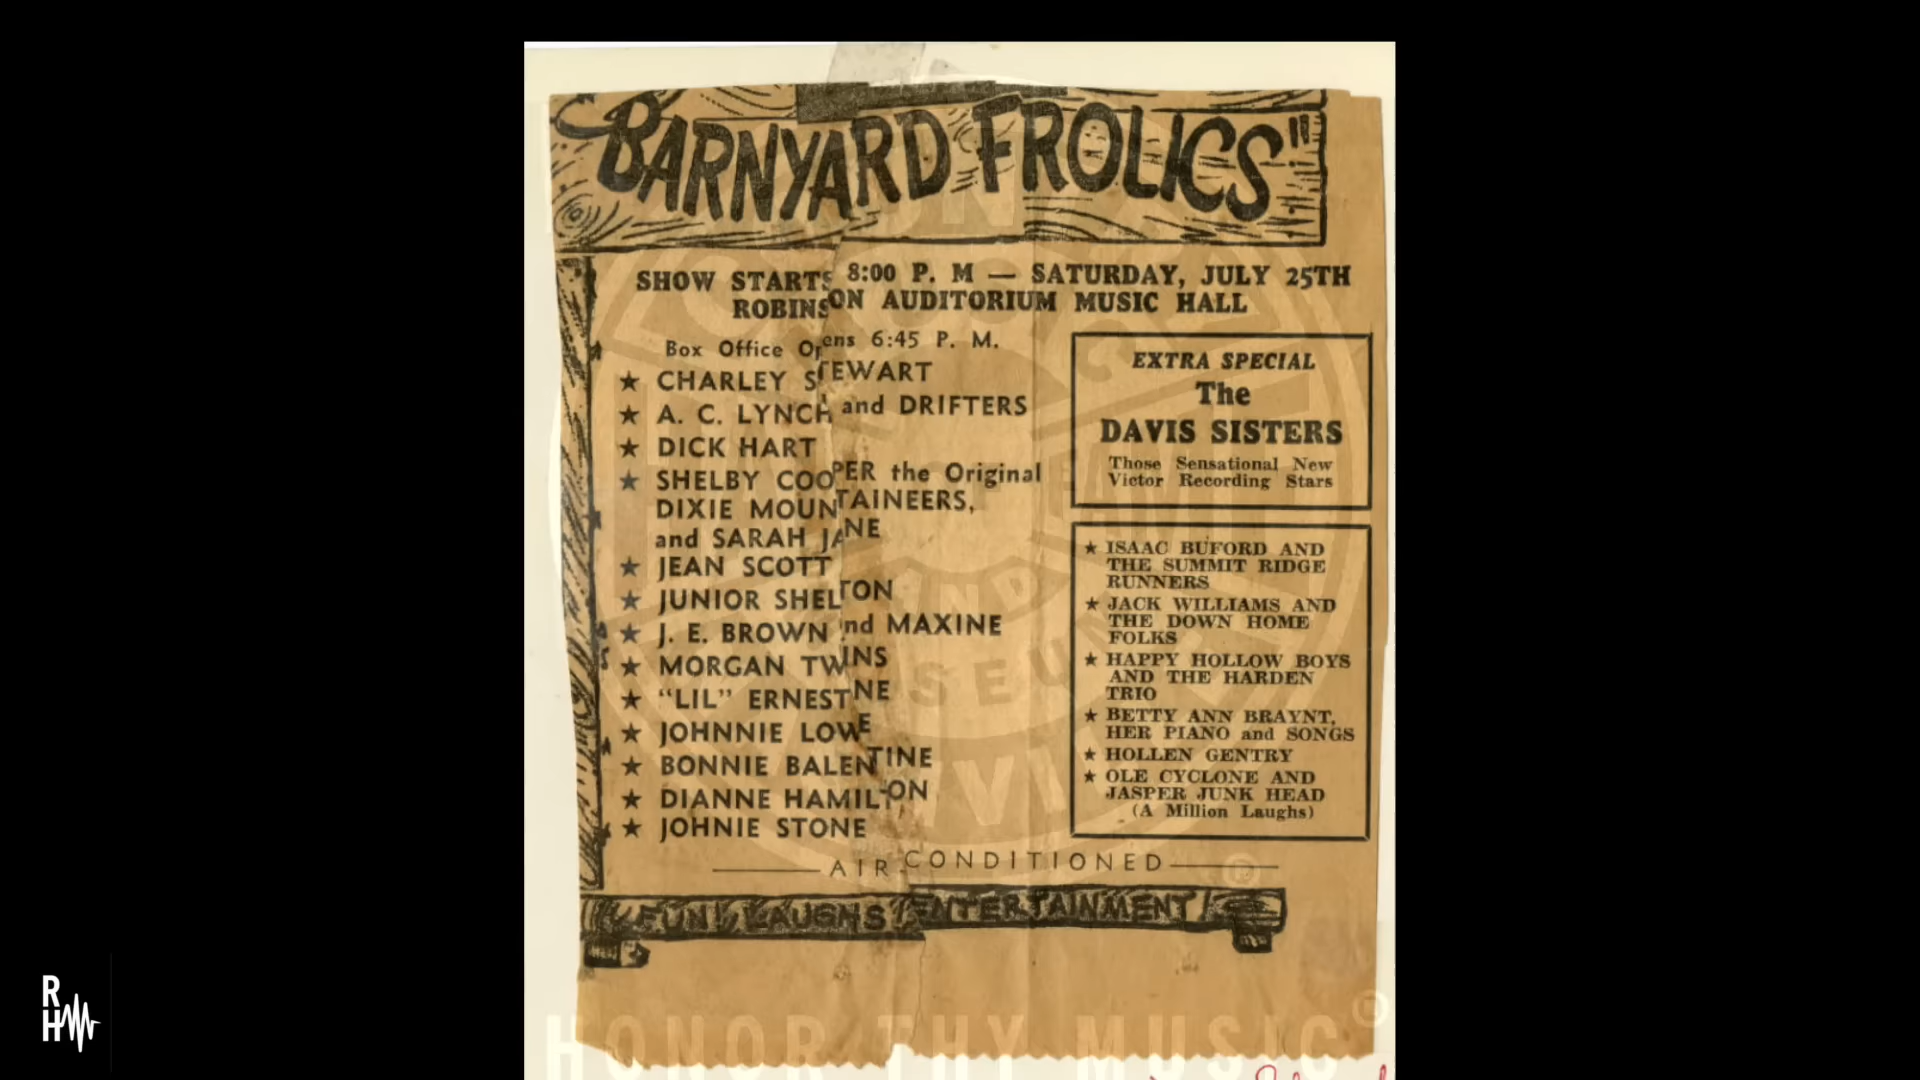 "BARNYARD FROLICS"
SHOW STARTS 8:00 P. M — SATURDAY, JULY 25TH
ROBINSON AUDITORIUM MUSIC HALL
Box Office Opens 6:45 P. M.
★ CHARLEY STEWART
★ A. C. LYNCH and DRIFTERS
★ DICK HART
★ SHELBY COOPER the Original
DIXIE MOUNTAINEERS,
and SARAH JANE
★ JEAN SCOTT
★ JUNIOR SHELTON
★ J. E. BROWN and MAXINE
★ MORGAN TWINS
★ "LIL" ERNESTINE
★ JOHNNIE LOWE
★ BONNIE BALENTINE
★ DIANNE HAMILTON
★ JOHNIE STONE
EXTRA SPECIAL
The
DAVIS SISTERS
Those Sensational New
Victor Recording Stars
★ ISAAC BUFORD AND
THE SUMMIT RIDGE
RUNNERS
★ JACK WILLIAMS AND
THE DOWN HOME
FOLKS
★ HAPPY HOLLOW BOYS
AND THE HARDEN
TRIO
★ BETTY ANN BRAYNT,
HER PIANO and SONGS
★ HOLLEN GENTRY
★ OLE CYCLONE AND
JASPER JUNK HEAD
(A Million Laughs)
AIR CONDITIONED
FUN! LAUGHS! ENTERTAINMENT!
HONOR THY MUSIC®
RH